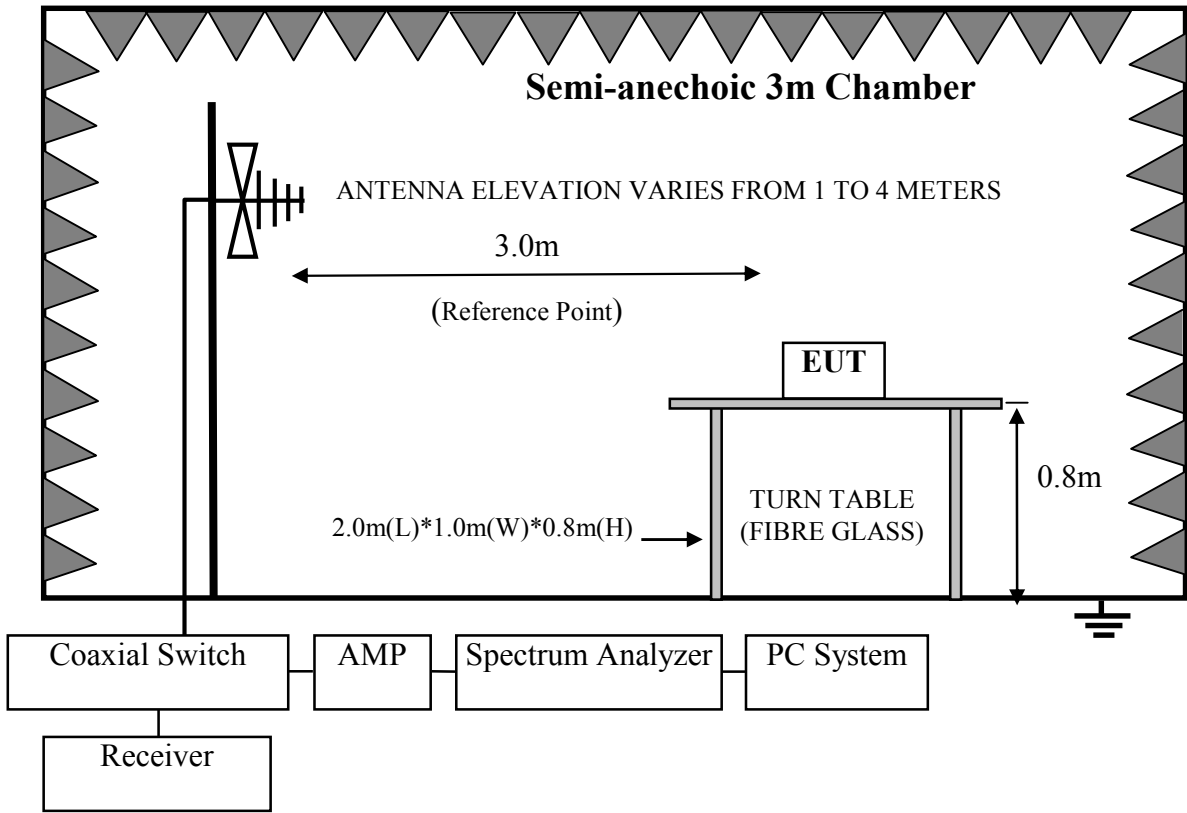 Semi-anechoic 3m Chamber
ANTENNA ELEVATION VARIES FROM 1 TO 4 METERS
3.0m
(Reference Point)
EUT
0.8m
TURN TABLE
(FIBRE GLASS)
2.0m(L)*1.0m(W)*0.8m(H)
Coaxial Switch
AMP
Spectrum Analyzer
PC System
Receiver